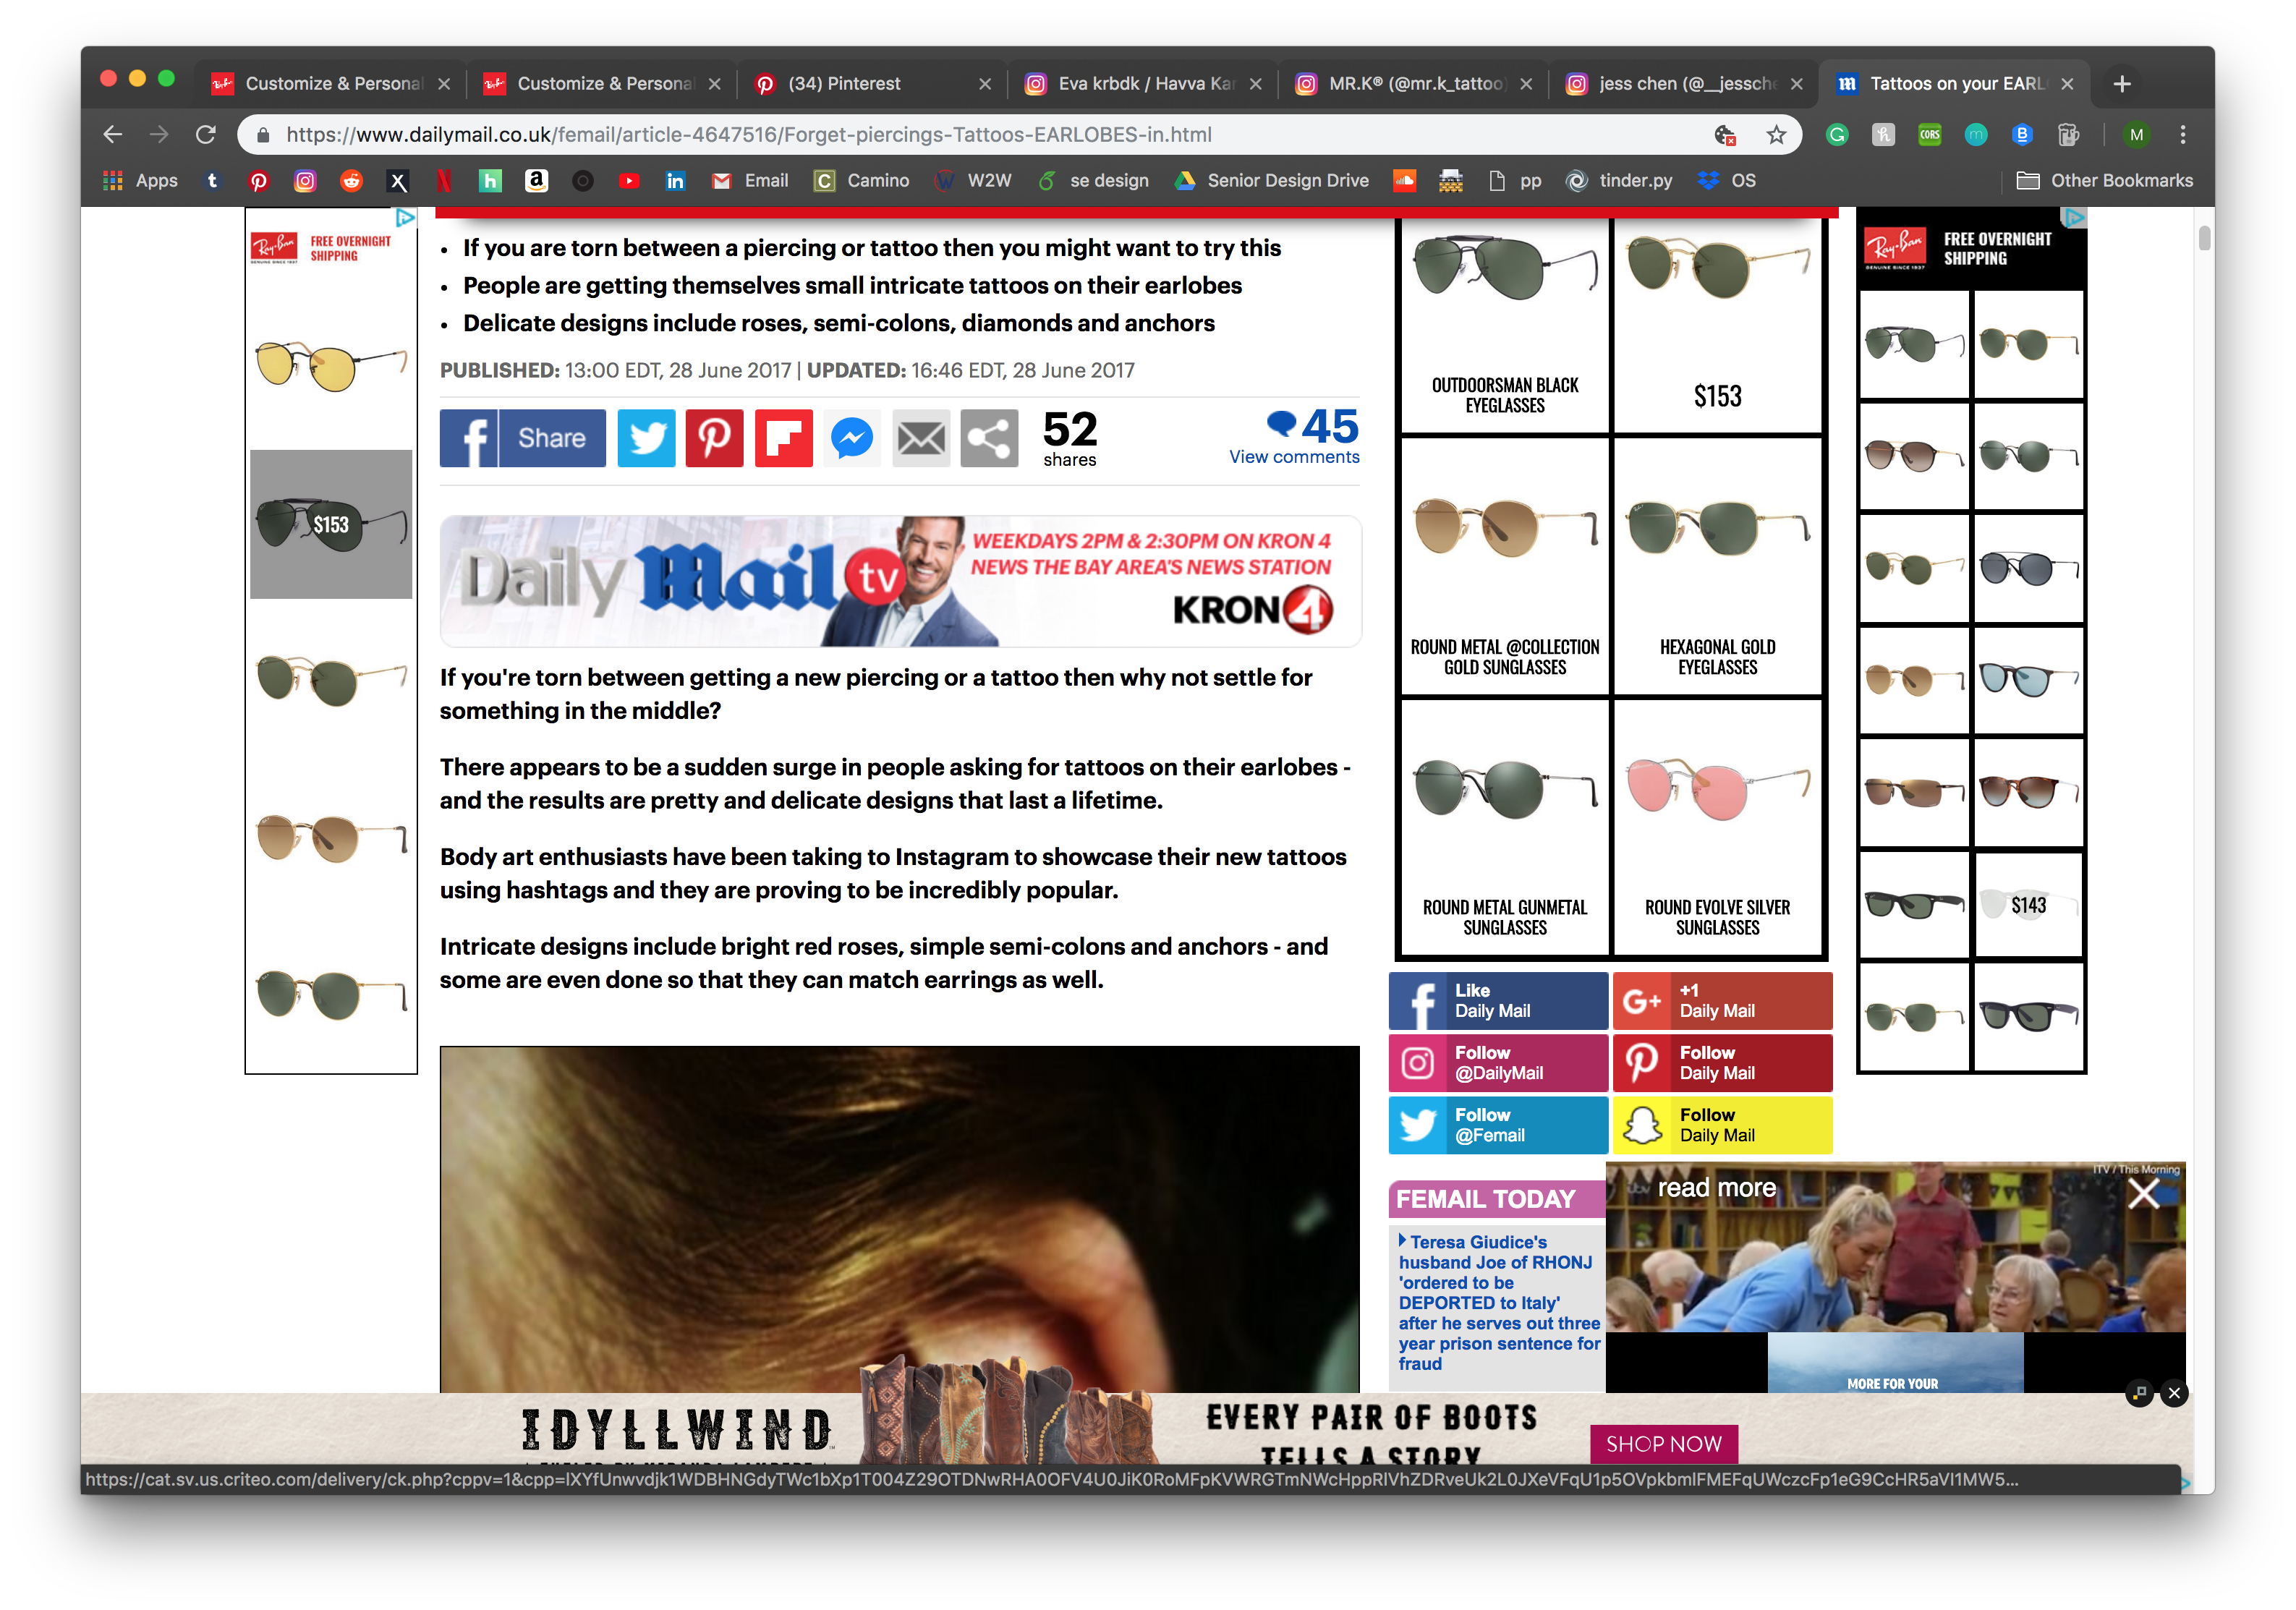 Customize & Personal
Customize & Personal
(34) Pinterest
Eva krbdk / Havva Kar
MR.K® (@mr.k_tattoo)
jess chen (@__jessche
Tattoos on your EARL
https://www.dailymail.co.uk/femail/article-4647516/Forget-piercings-Tattoos-EARLOBES-in.html
CORS
M
Apps
Email
Camino
W2W
se design
Senior Design Drive
pp
tinder.py
OS
Other Bookmarks
Ray-Ban
GENUINE SINCE 1937
FREE OVERNIGHT
SHIPPING
$153
• If you are torn between a piercing or tattoo then you might want to try this
• People are getting themselves small intricate tattoos on their earlobes
• Delicate designs include roses, semi-colons, diamonds and anchors
PUBLISHED: 13:00 EDT, 28 June 2017 | UPDATED: 16:46 EDT, 28 June 2017
Share
52
shares
45
View comments
Daily Mail tv
WEEKDAYS 2PM & 2:30PM ON KRON 4
NEWS THE BAY AREA'S NEWS STATION
KRON 4
If you're torn between getting a new piercing or a tattoo then why not settle for
something in the middle?
There appears to be a sudden surge in people asking for tattoos on their earlobes -
and the results are pretty and delicate designs that last a lifetime.
Body art enthusiasts have been taking to Instagram to showcase their new tattoos
using hashtags and they are proving to be incredibly popular.
Intricate designs include bright red roses, simple semi-colons and anchors - and
some are even done so that they can match earrings as well.
OUTDOORSMAN BLACK
EYEGLASSES
$153
ROUND METAL @COLLECTION
GOLD SUNGLASSES
HEXAGONAL GOLD
EYEGLASSES
ROUND METAL GUNMETAL
SUNGLASSES
ROUND EVOLVE SILVER
SUNGLASSES
Ray-Ban
GENUINE SINCE 1937
FREE OVERNIGHT
SHIPPING
$143
Like
Daily Mail
G+
+1
Daily Mail
Follow
@DailyMail
Follow
Daily Mail
Follow
@Femail
Follow
Daily Mail
FEMAIL TODAY
Teresa Giudice's
husband Joe of RHONJ
'ordered to be
DEPORTED to Italy'
after he serves out three
year prison sentence for
fraud
itv
read more
ITV / This Morning
MORE FOR YOUR
IDYLLWIND
EVERY PAIR OF BOOTS
TELLS A STORY
SHOP NOW